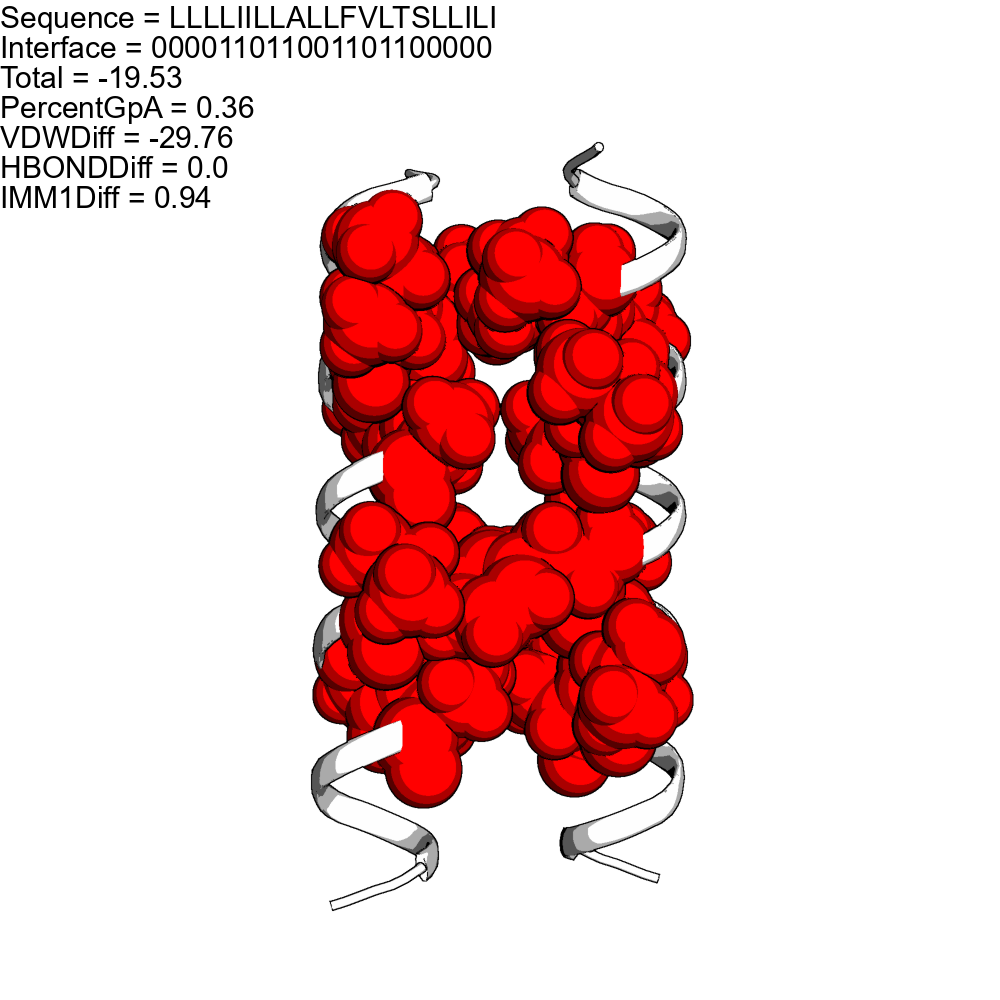 Sequence = LLLLIILLALLFVLTSLLILI
Interface = 000011011001101100000
Total = -19.53
PercentGpA = 0.36
VDWDiff = -29.76
HBONDDiff = 0.0
IMM1Diff = 0.94